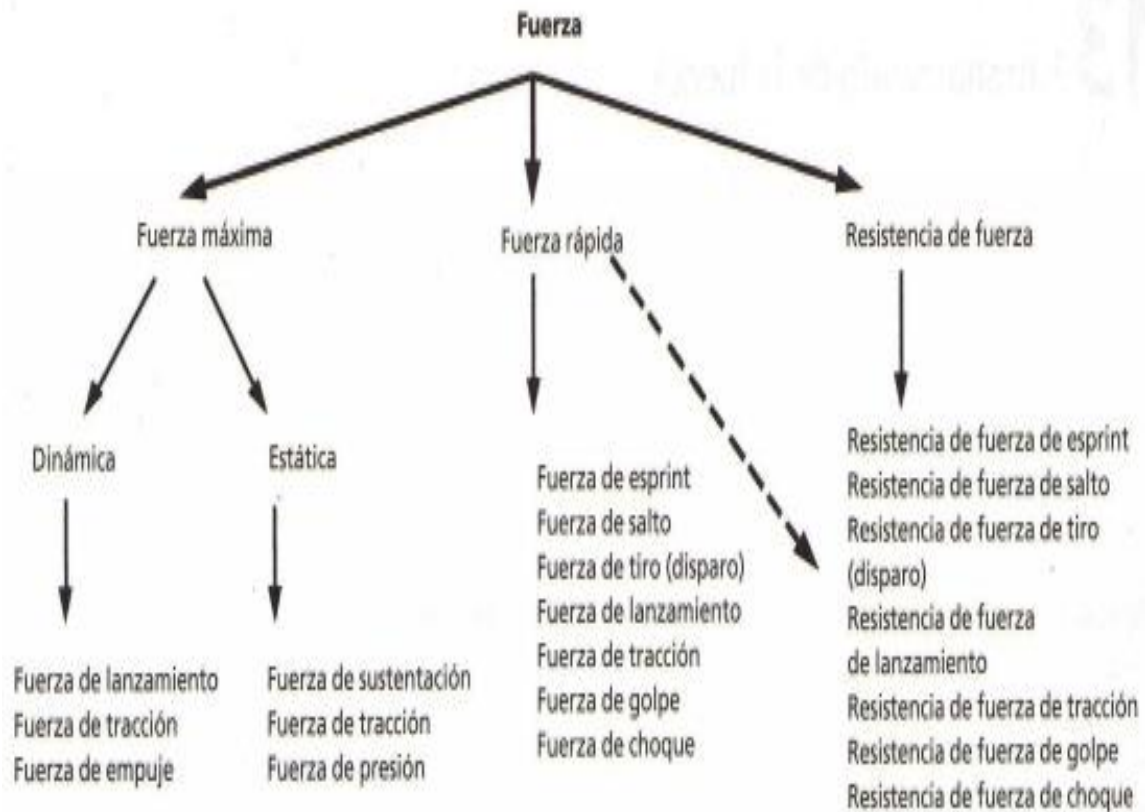 Fuerza
Fuerza máxima
Fuerza rápida
Resistencia de fuerza
Dinámica
Estática
Fuerza de lanzamiento
Fuerza de tracción
Fuerza de empuje
Fuerza de sustentación
Fuerza de tracción
Fuerza de presión
Fuerza de esprint
Fuerza de salto
Fuerza de tiro (disparo)
Fuerza de lanzamiento
Fuerza de tracción
Fuerza de golpe
Fuerza de choque
Resistencia de fuerza de esprint
Resistencia de fuerza de salto
Resistencia de fuerza de tiro
(disparo)
Resistencia de fuerza
de lanzamiento
Resistencia de fuerza de tracción
Resistencia de fuerza de golpe
Resistencia de fuerza de choque